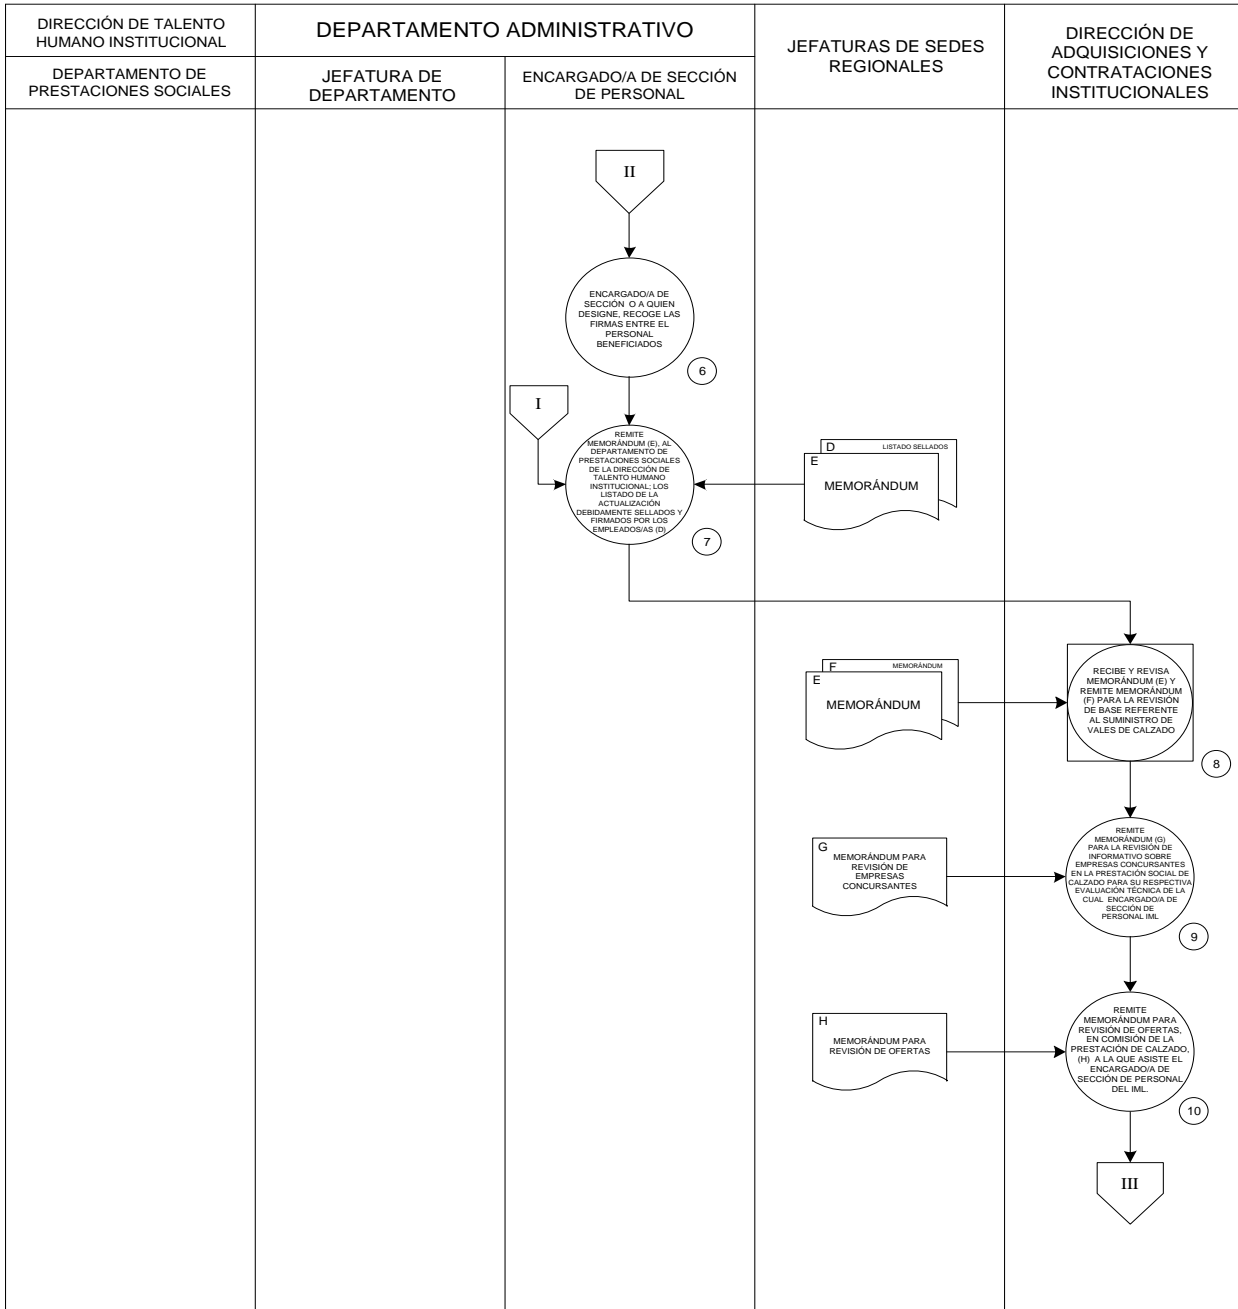 DIRECCIÓN DE TALENTO
HUMANO INSTITUCIONAL
DEPARTAMENTO ADMINISTRATIVO
JEFATURAS DE SEDES
REGIONALES
DIRECCIÓN DE
ADQUISICIONES Y
CONTRATACIONES
INSTITUCIONALES
DEPARTAMENTO DE
PRESTACIONES SOCIALES
JEFATURA DE
DEPARTAMENTO
ENCARGADO/A DE SECCIÓN
DE PERSONAL
II
ENCARGADO/A DE
SECCIÓN O A QUIEN
DESIGNE, RECOGE LAS
FIRMAS ENTRE EL
PERSONAL
BENEFICIADOS
6
I
REMITE
MEMORÁNDUM (E), AL
DEPARTAMENTO DE
PRESTACIONES SOCIALES
DE LA DIRECCIÓN DE
TALENTO HUMANO
INSTITUCIONAL; LOS
LISTADO DE LA
ACTUALIZACIÓN
DEBIDAMENTE SELLADOS Y
FIRMADOS POR LOS
EMPLEADOS/AS (D)
7
D
LISTADO SELLADOS
E
MEMORÁNDUM
F
MEMORÁNDUM
E
MEMORÁNDUM
RECIBE Y REVISA
MEMORÁNDUM (E) Y
REMITE MEMORÁNDUM
(F) PARA LA REVISIÓN
DE BASE REFERENTE
AL SUMINISTRO DE
VALES DE CALZADO
8
G
MEMORÁNDUM PARA
REVISIÓN DE
EMPRESAS
CONCURSANTES
REMITE
MEMORÁNDUM (G)
PARA LA REVISIÓN DE
INFORMATIVO SOBRE
EMPRESAS CONCURSANTES
EN LA PRESTACIÓN SOCIAL DE
CALZADO PARA SU RESPECTIVA
EVALUACIÓN TÉCNICA DE LA
CUAL ENCARGADO/A DE
SECCIÓN DE
PERSONAL IML
9
H
MEMORÁNDUM PARA
REVISIÓN DE OFERTAS
REMITE
MEMORÁNDUM PARA
REVISIÓN DE OFERTAS,
EN COMISIÓN DE LA
PRESTACIÓN DE CALZADO,
(H) A LA QUE ASISTE EL
ENCARGADO/A DE
SECCIÓN DE PERSONAL
DEL IML.
10
III